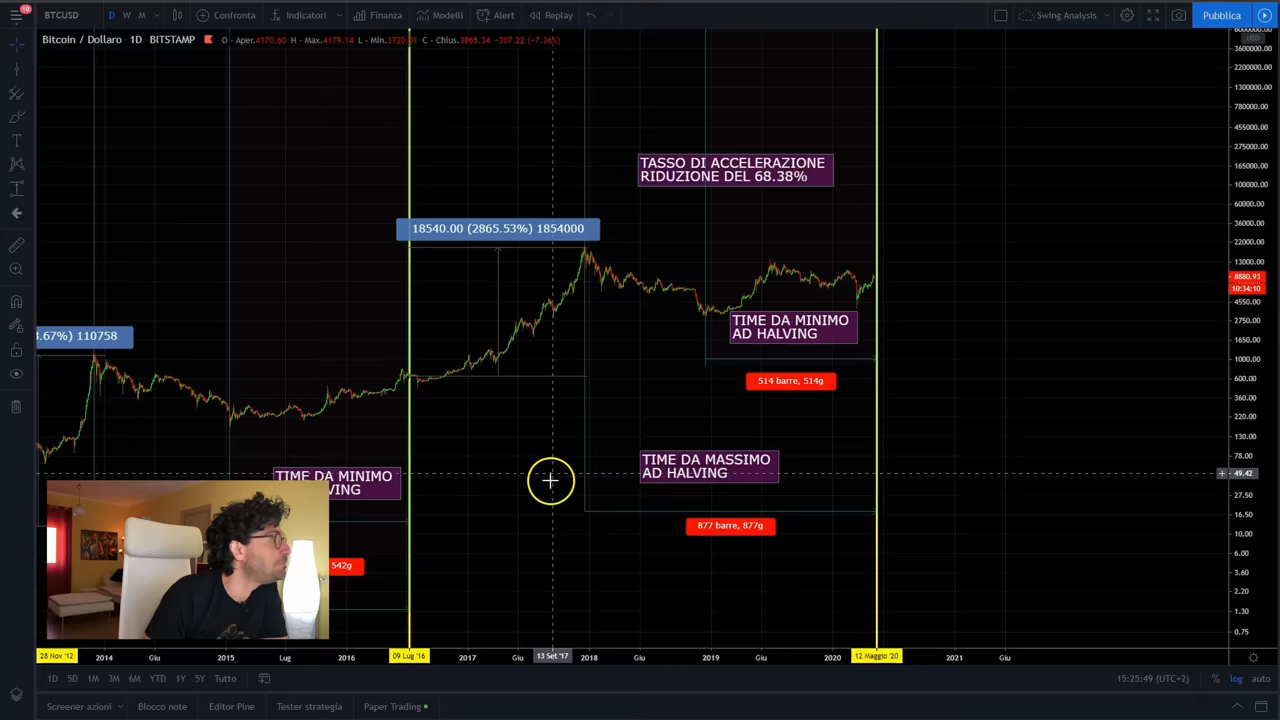 10
BTCUSD
D W M
Confronta
Indicatori
Finanza
Modelli
Alert
Replay
Swing Analysis
Pubblica
Bitcoin / Dollaro · 1D · BITSTAMP
O - Aper.4170.60 H - Max.4179.14 L - Min.3720.01 C - Chius.3865.34 -307.22 (-7.36%)
USD
3600000.00
2200000.00
1300000.00
780000.00
455000.00
275000.00
165000.00
100000.00
60000.00
36000.00
22000.00
13000.00
8880.93
10:34:10
4550.00
2750.00
1650.00
1000.00
600.00
360.00
220.00
130.00
78.00
49.42
27.50
16.50
10.00
6.00
3.60
2.20
1.30
0.75
TASSO DI ACCELERAZIONE
RIDUZIONE DEL 68.38%
18540.00 (2865.53%) 1854000
3.67%) 110758
TIME DA MINIMO
AD HALVING
514 barre, 514g
TIME DA MASSIMO
AD HALVING
877 barre, 877g
TIME DA MINIMO
VING
542g
28 Nov '12
2014
Giu
2015
Lug
2016
09 Lug '16
2017
Giu
13 Set '17
2018
Giu
2019
Giu
2020
12 Maggio '20
2021
Giu
1D 5D 1M 3M 6M YTD 1Y 5Y Tutto
15:25:49 (UTC+2)
% log auto
Screener azioni
Blocco note
Editor Pine
Tester strategia
Paper Trading